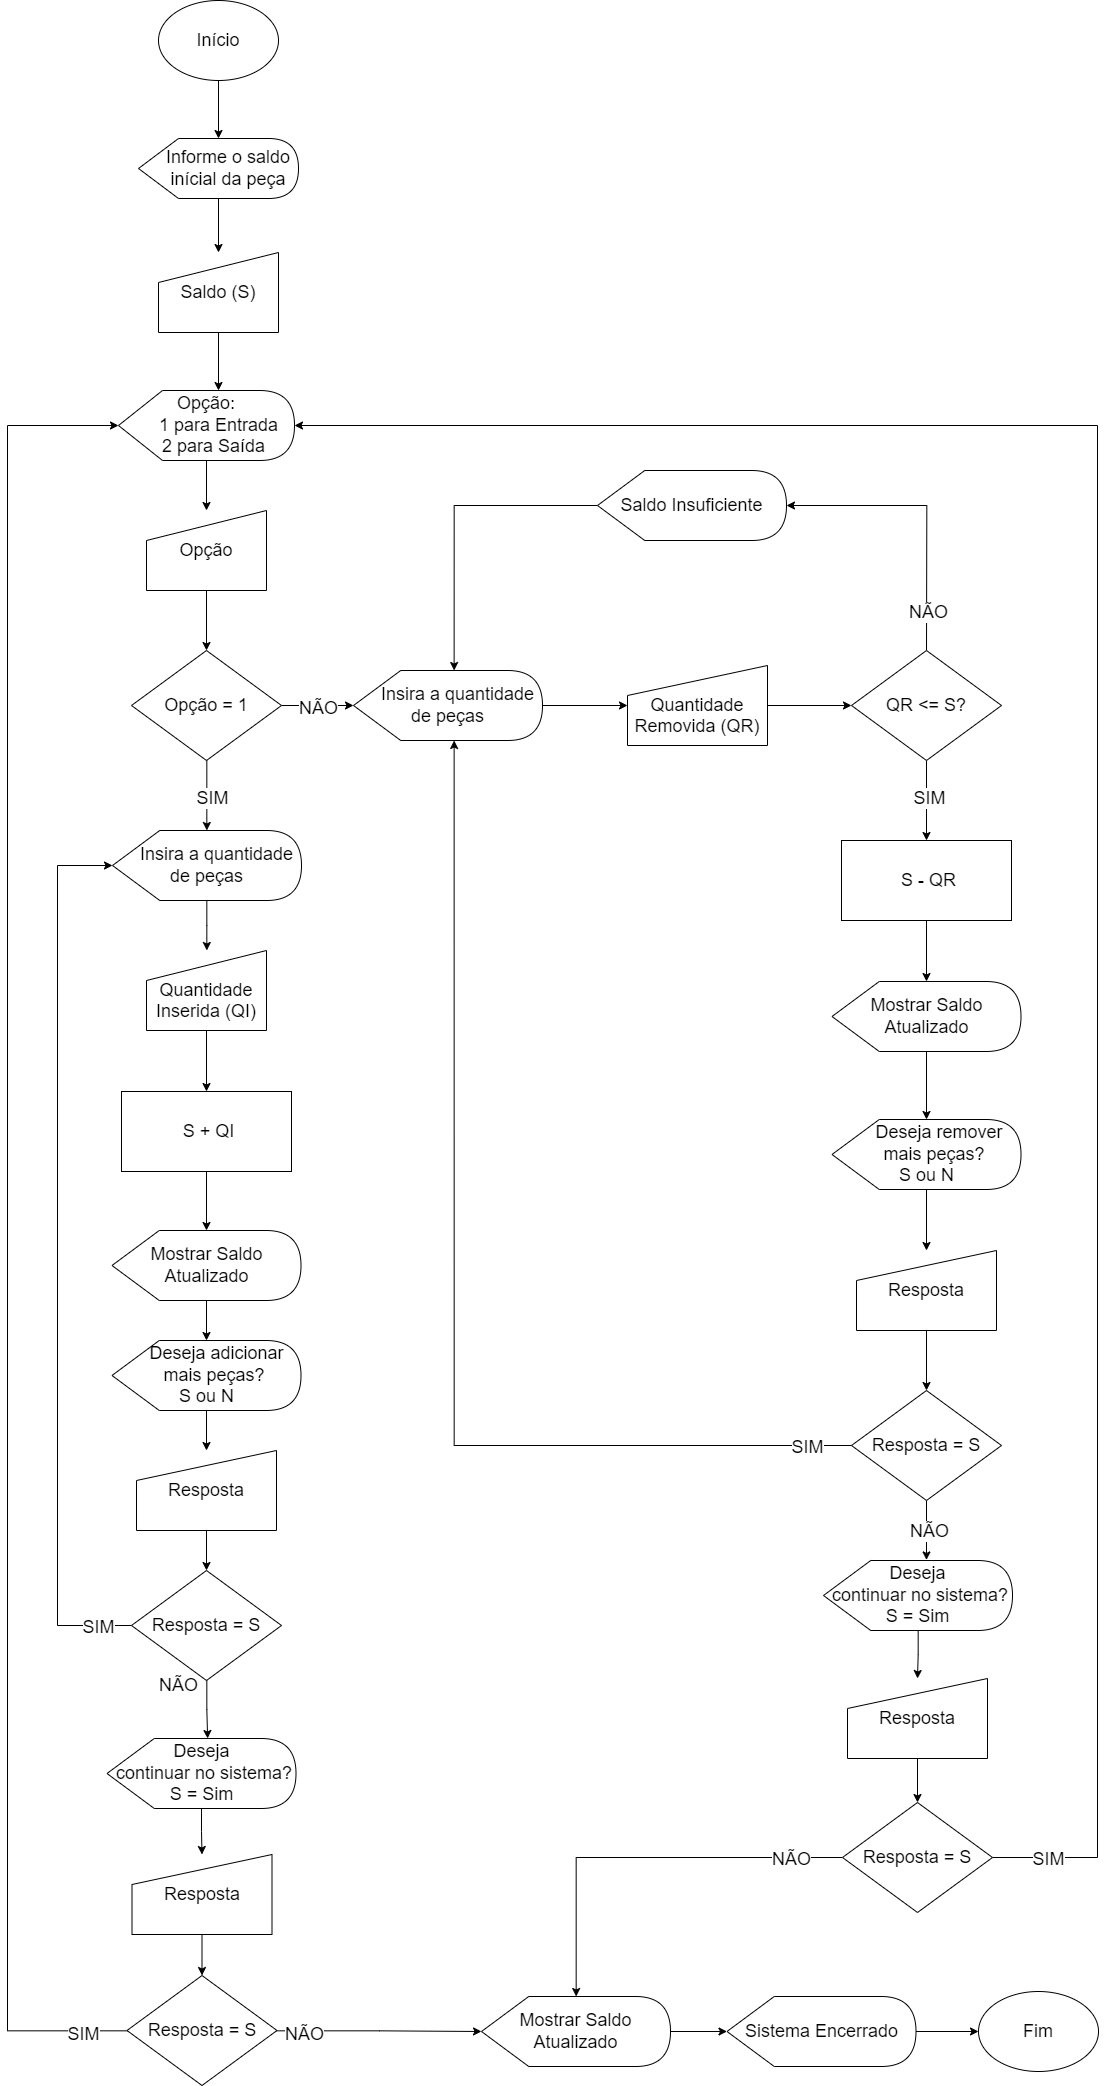 Início
Informe o saldo
inícial da peça
Saldo (S)
Opção:
1 para Entrada
2 para Saída
Opção
Opção = 1
NÃO
SIM
Insira a quantidade
de peças
Quantidade
Inserida (QI)
S + QI
Mostrar Saldo
Atualizado
Deseja adicionar
mais peças?
S ou N
Resposta
Resposta = S
SIM
NÃO
Deseja
continuar no sistema?
S = Sim
Resposta
Resposta = S
SIM
NÃO
Saldo Insuficiente
Insira a quantidade
de peças
Quantidade
Removida (QR)
QR <= S?
NÃO
SIM
S - QR
Mostrar Saldo
Atualizado
Deseja remover
mais peças?
S ou N
Resposta
Resposta = S
SIM
NÃO
Deseja
continuar no sistema?
S = Sim
Resposta
Resposta = S
NÃO
SIM
Mostrar Saldo
Atualizado
Sistema Encerrado
Fim